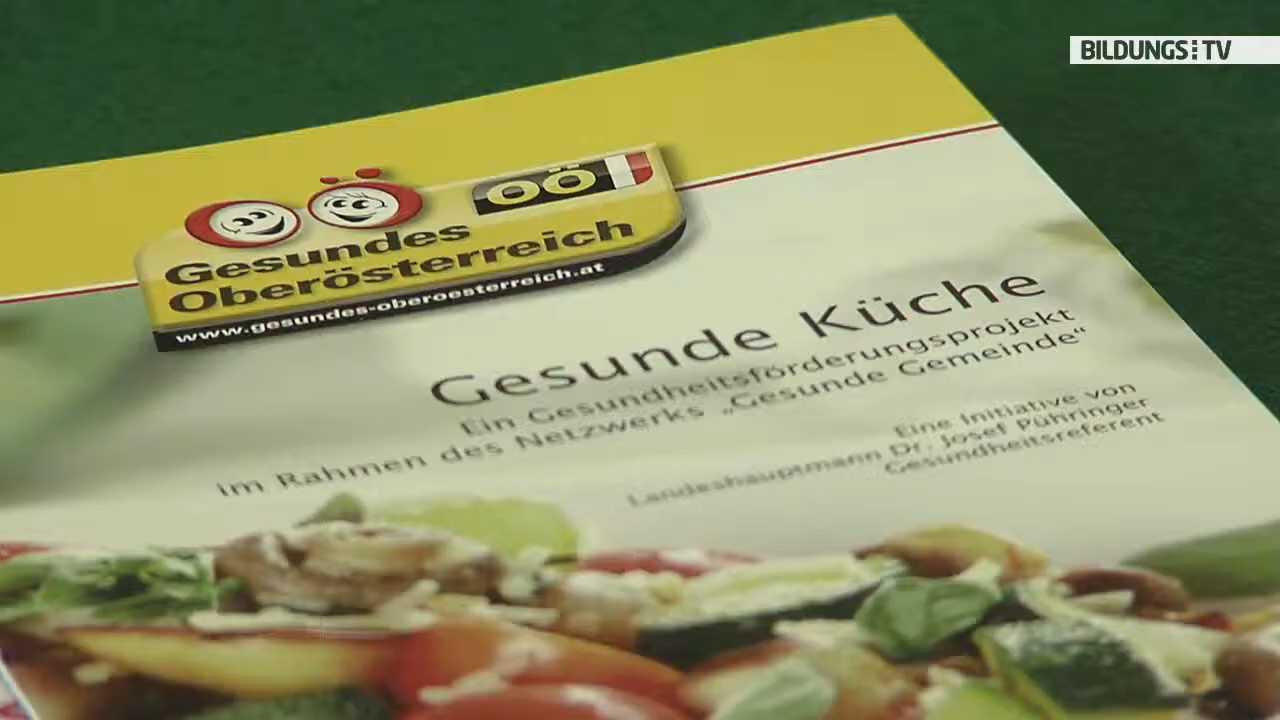 BILDUNGS TV
OÖ
Gesundes
Oberösterreich
www.gesundes-oberoesterreich.at
Gesunde Küche
Ein Gesundheitsförderungsprojekt
im Rahmen des Netzwerks „Gesunde Gemeinde“
Eine Initiative von
Landeshauptmann Dr. Josef Pühringer
Gesundheitsreferent